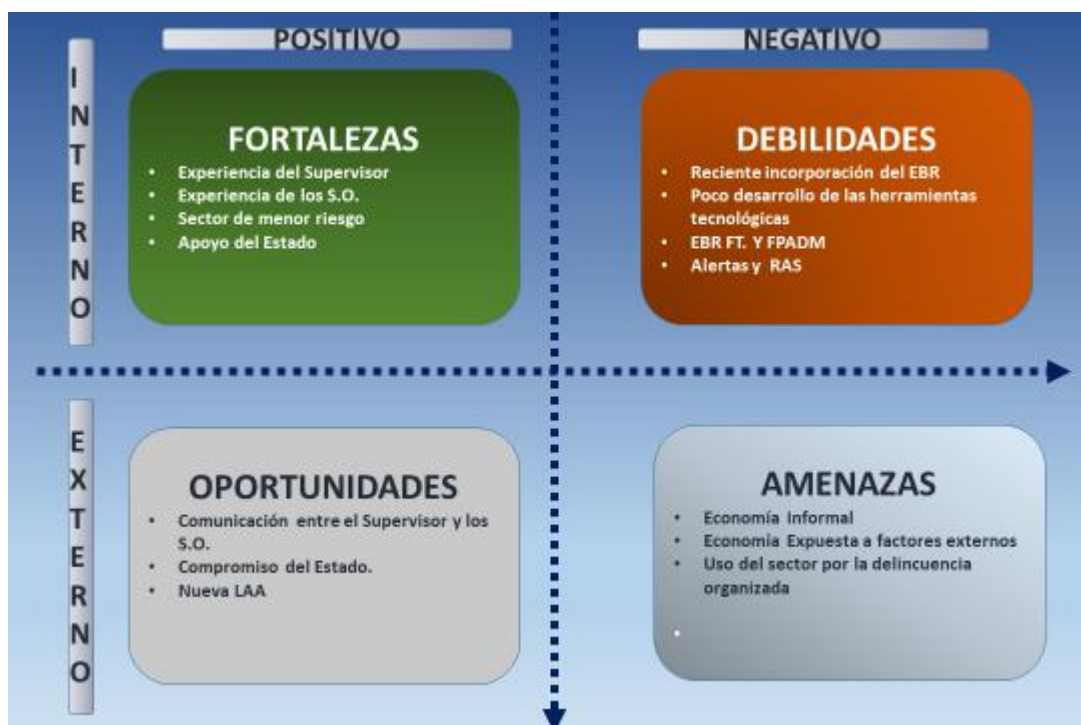 POSITIVO
NEGATIVO
INTERNO
FORTALEZAS
• Experiencia del Supervisor
• Experiencia de los S.O.
• Sector de menor riesgo
• Apoyo del Estado
DEBILIDADES
• Reciente incorporación del EBR
• Poco desarrollo de las herramientas
tecnológicas
• EBR FT. Y FPADM
• Alertas y RAS
EXTERNO
OPORTUNIDADES
• Comunicación entre el Supervisor y los
S.O.
• Compromiso del Estado.
• Nueva LAA
AMENAZAS
• Economía Informal
• Economía Expuesta a factores externos
• Uso del sector por la delincuencia
organizada
•